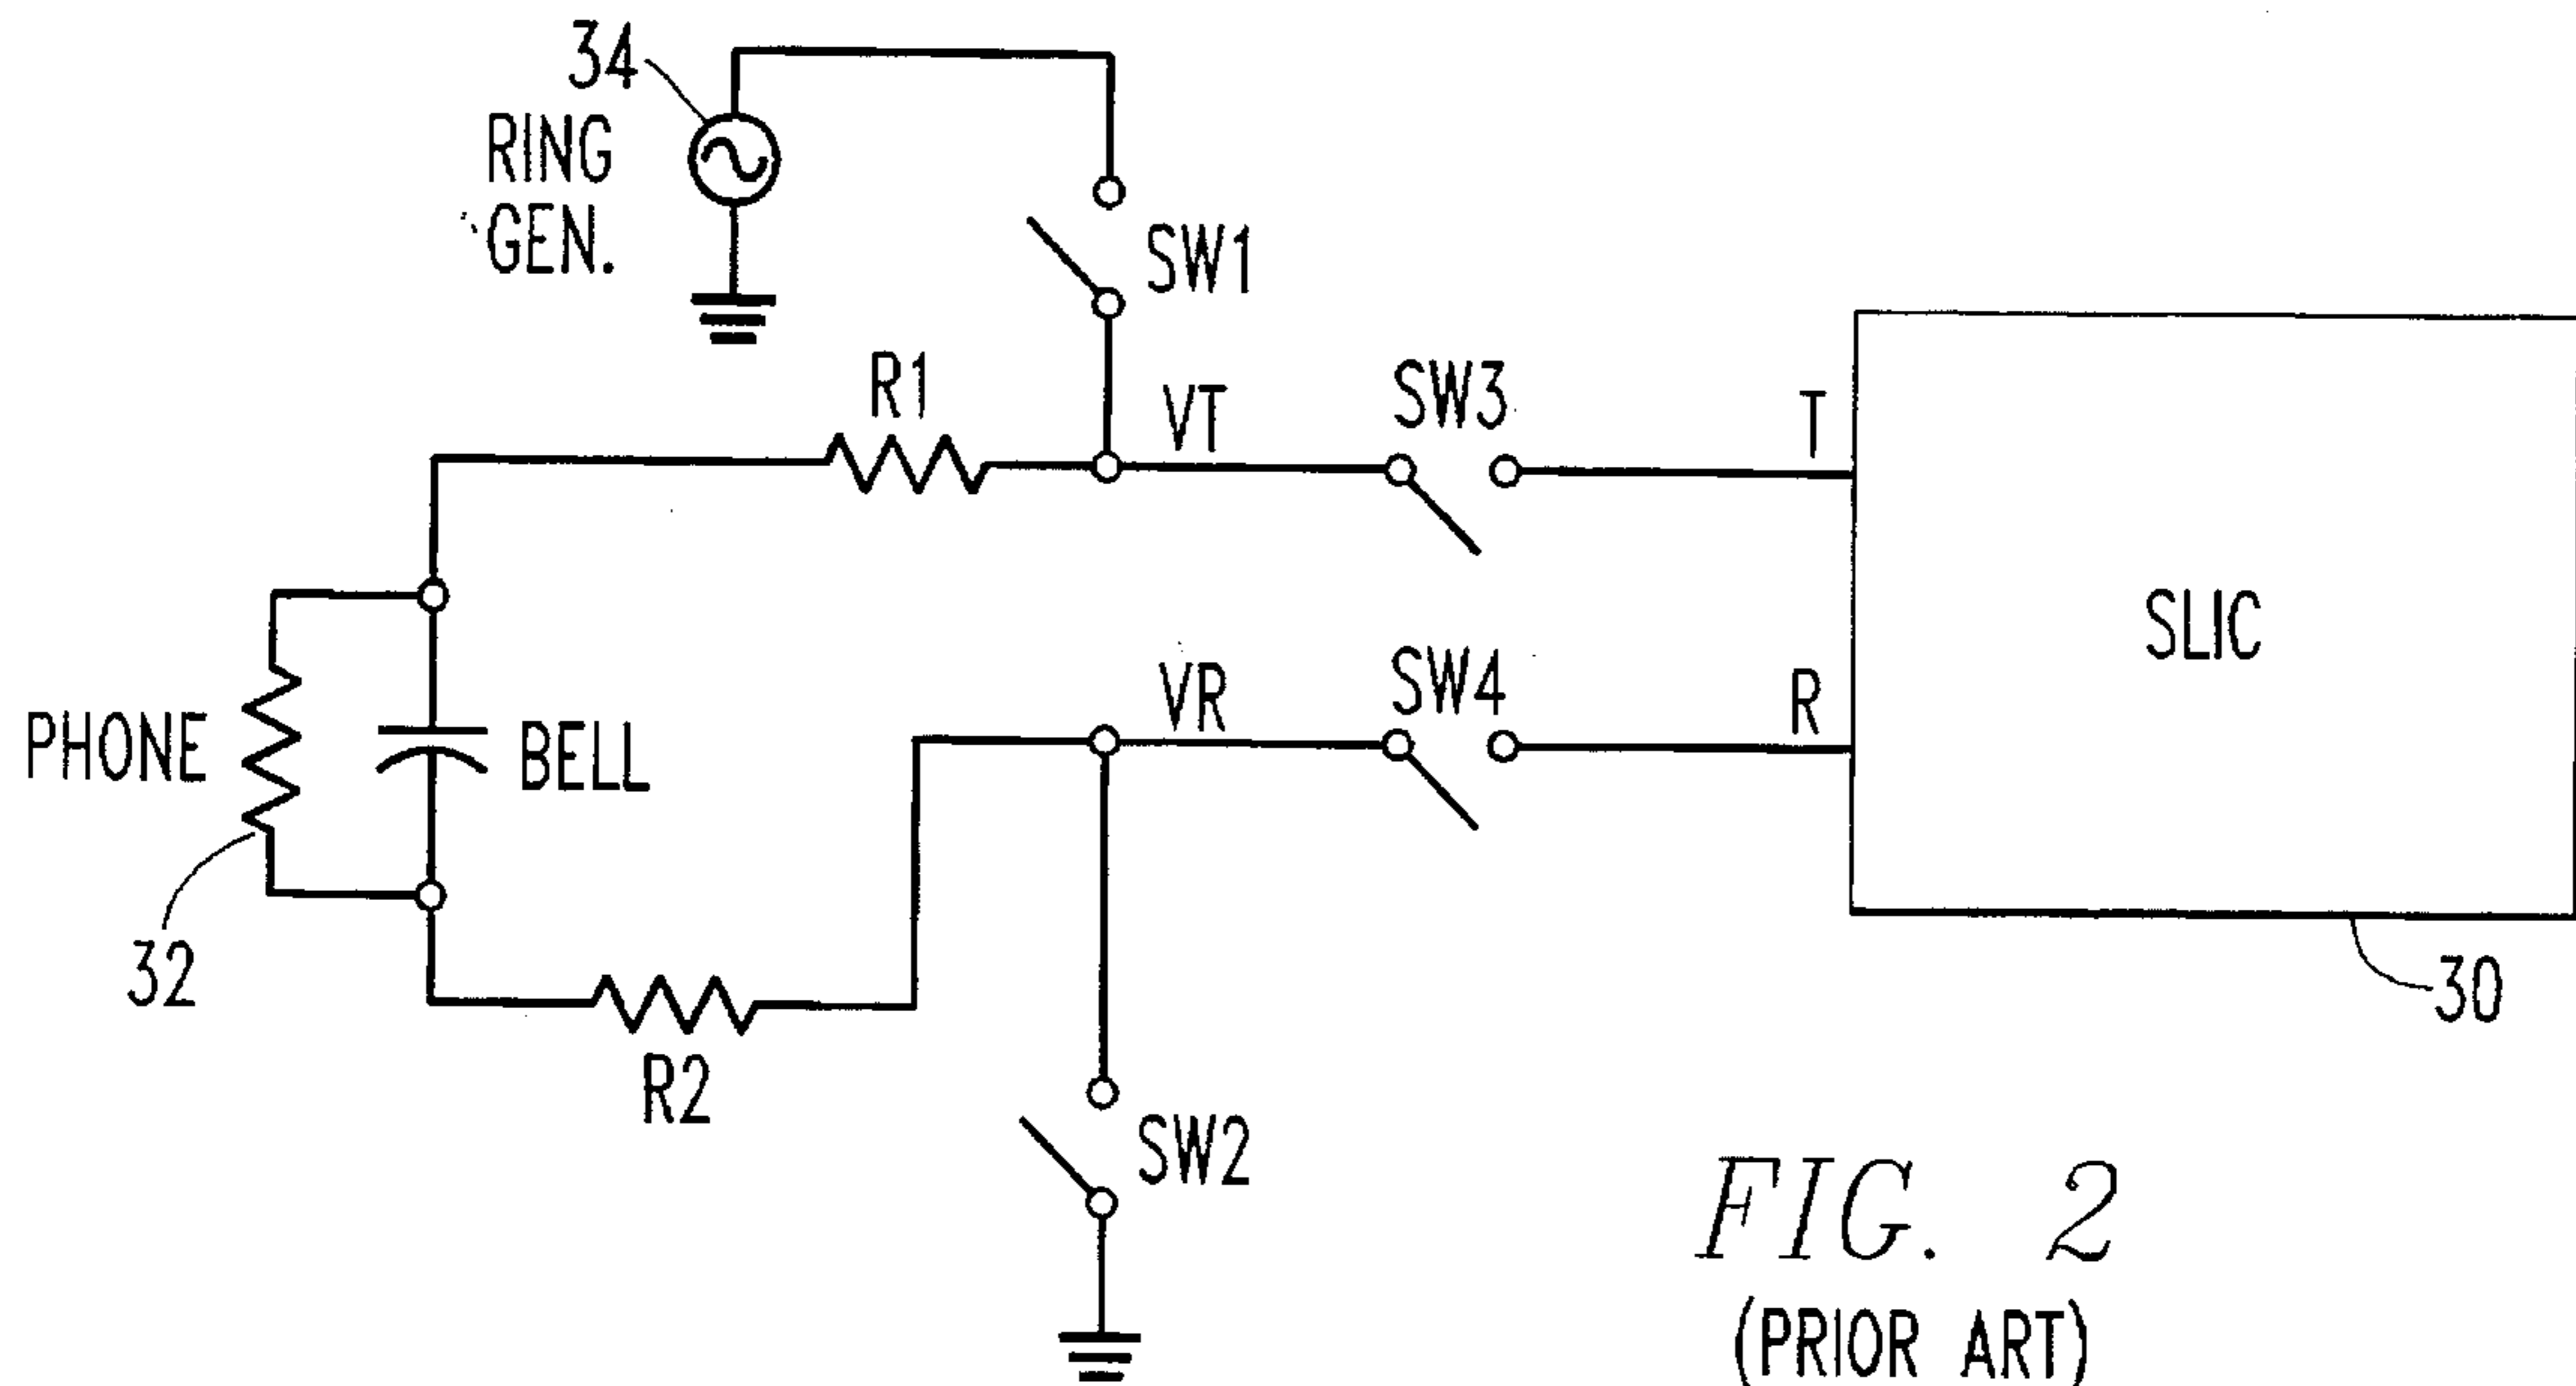 34
RING
GEN.
SW1
R1
VT
SW3
T
SLIC
PHONE
BELL
VR
SW4
R
32
R2
SW2
30
FIG. 2
(PRIOR ART)